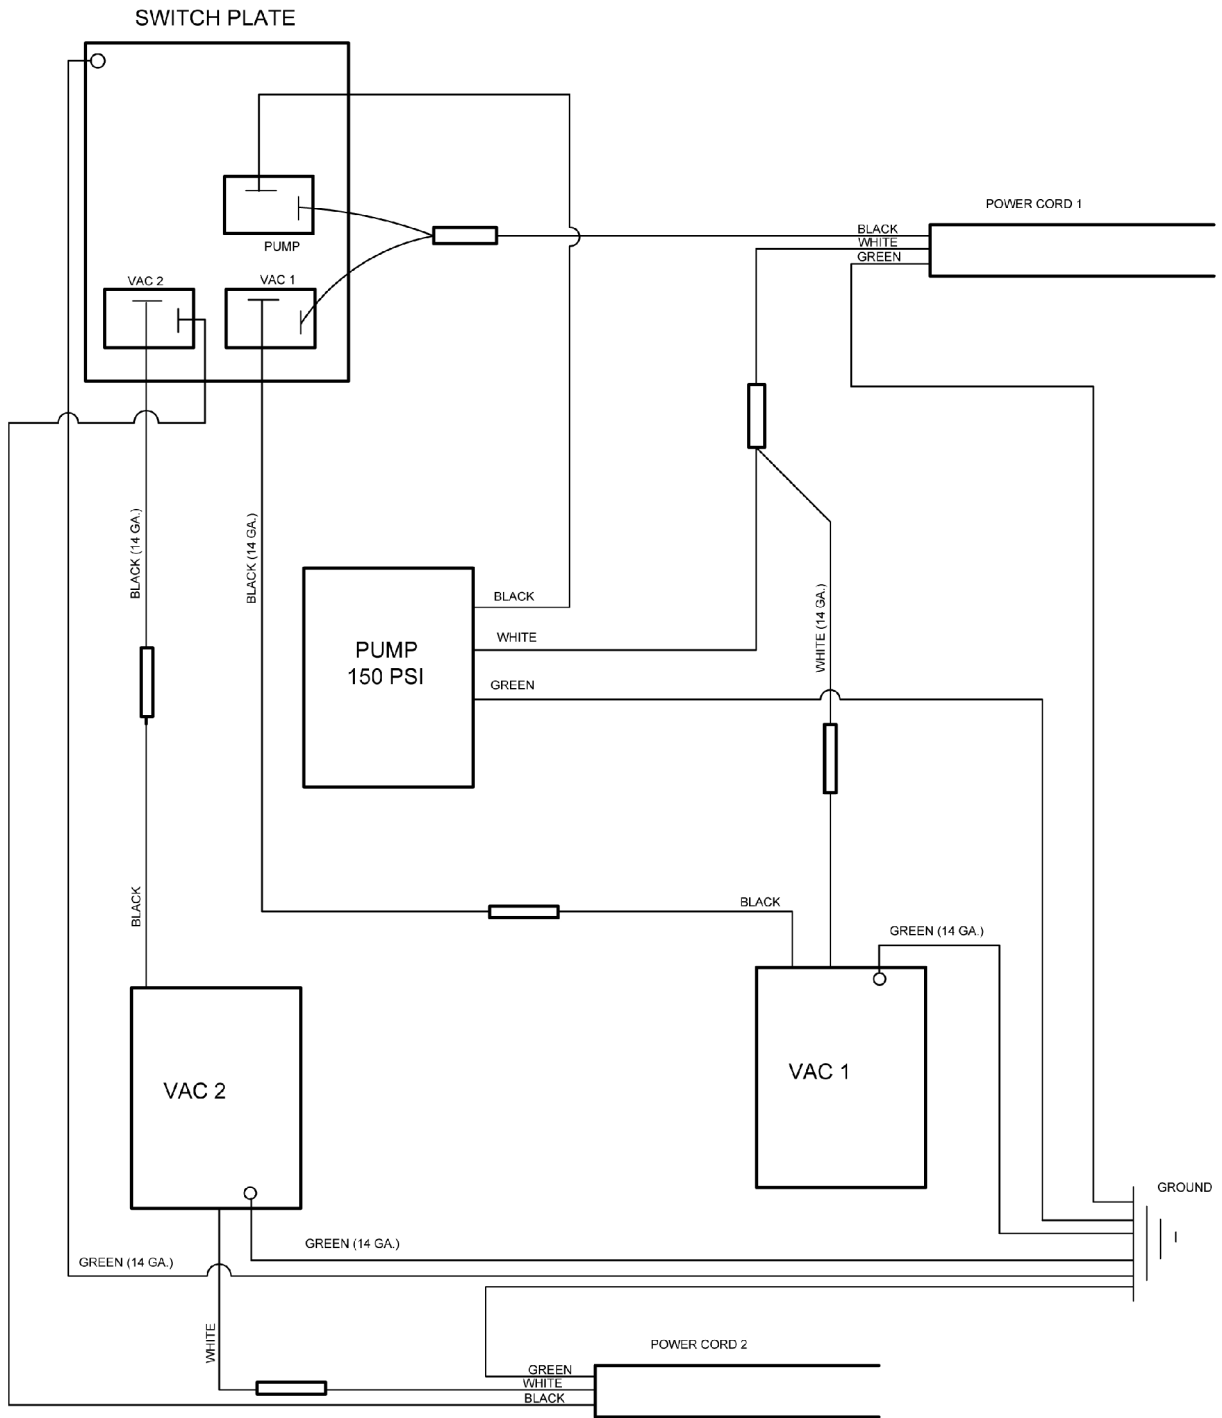 SWITCH PLATE
PUMP
VAC 2
VAC 1
POWER CORD 1
BLACK
WHITE
GREEN
BLACK (14 GA.)
BLACK (14 GA.)
WHITE (14 GA.)
PUMP
150 PSI
BLACK
WHITE
GREEN
BLACK
BLACK
GREEN (14 GA.)
VAC 2
VAC 1
GROUND
GREEN (14 GA.)
GREEN (14 GA.)
WHITE
POWER CORD 2
GREEN
WHITE
BLACK